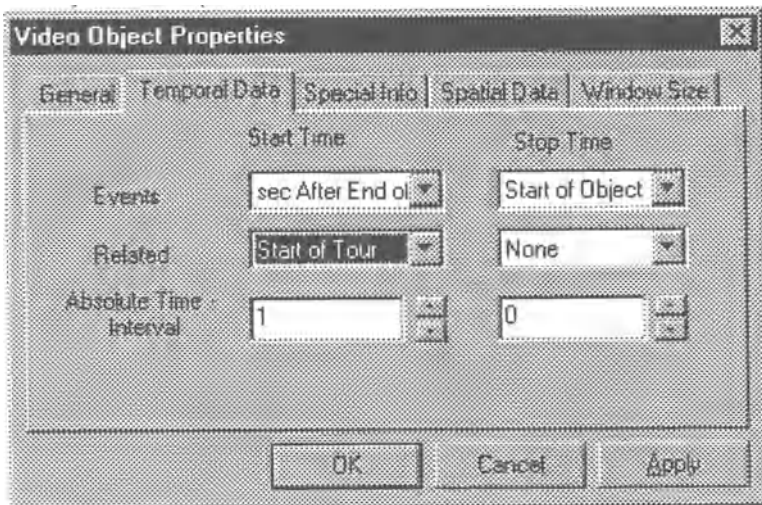 Video Object Properties
General Temporal Data Special Info Spatial Data Window Size
Start Time Stop Time
Events sec After End of Start of Object
Related Start of Tour None
Absolute Time - Interval 1 0
OK Cancel Apply